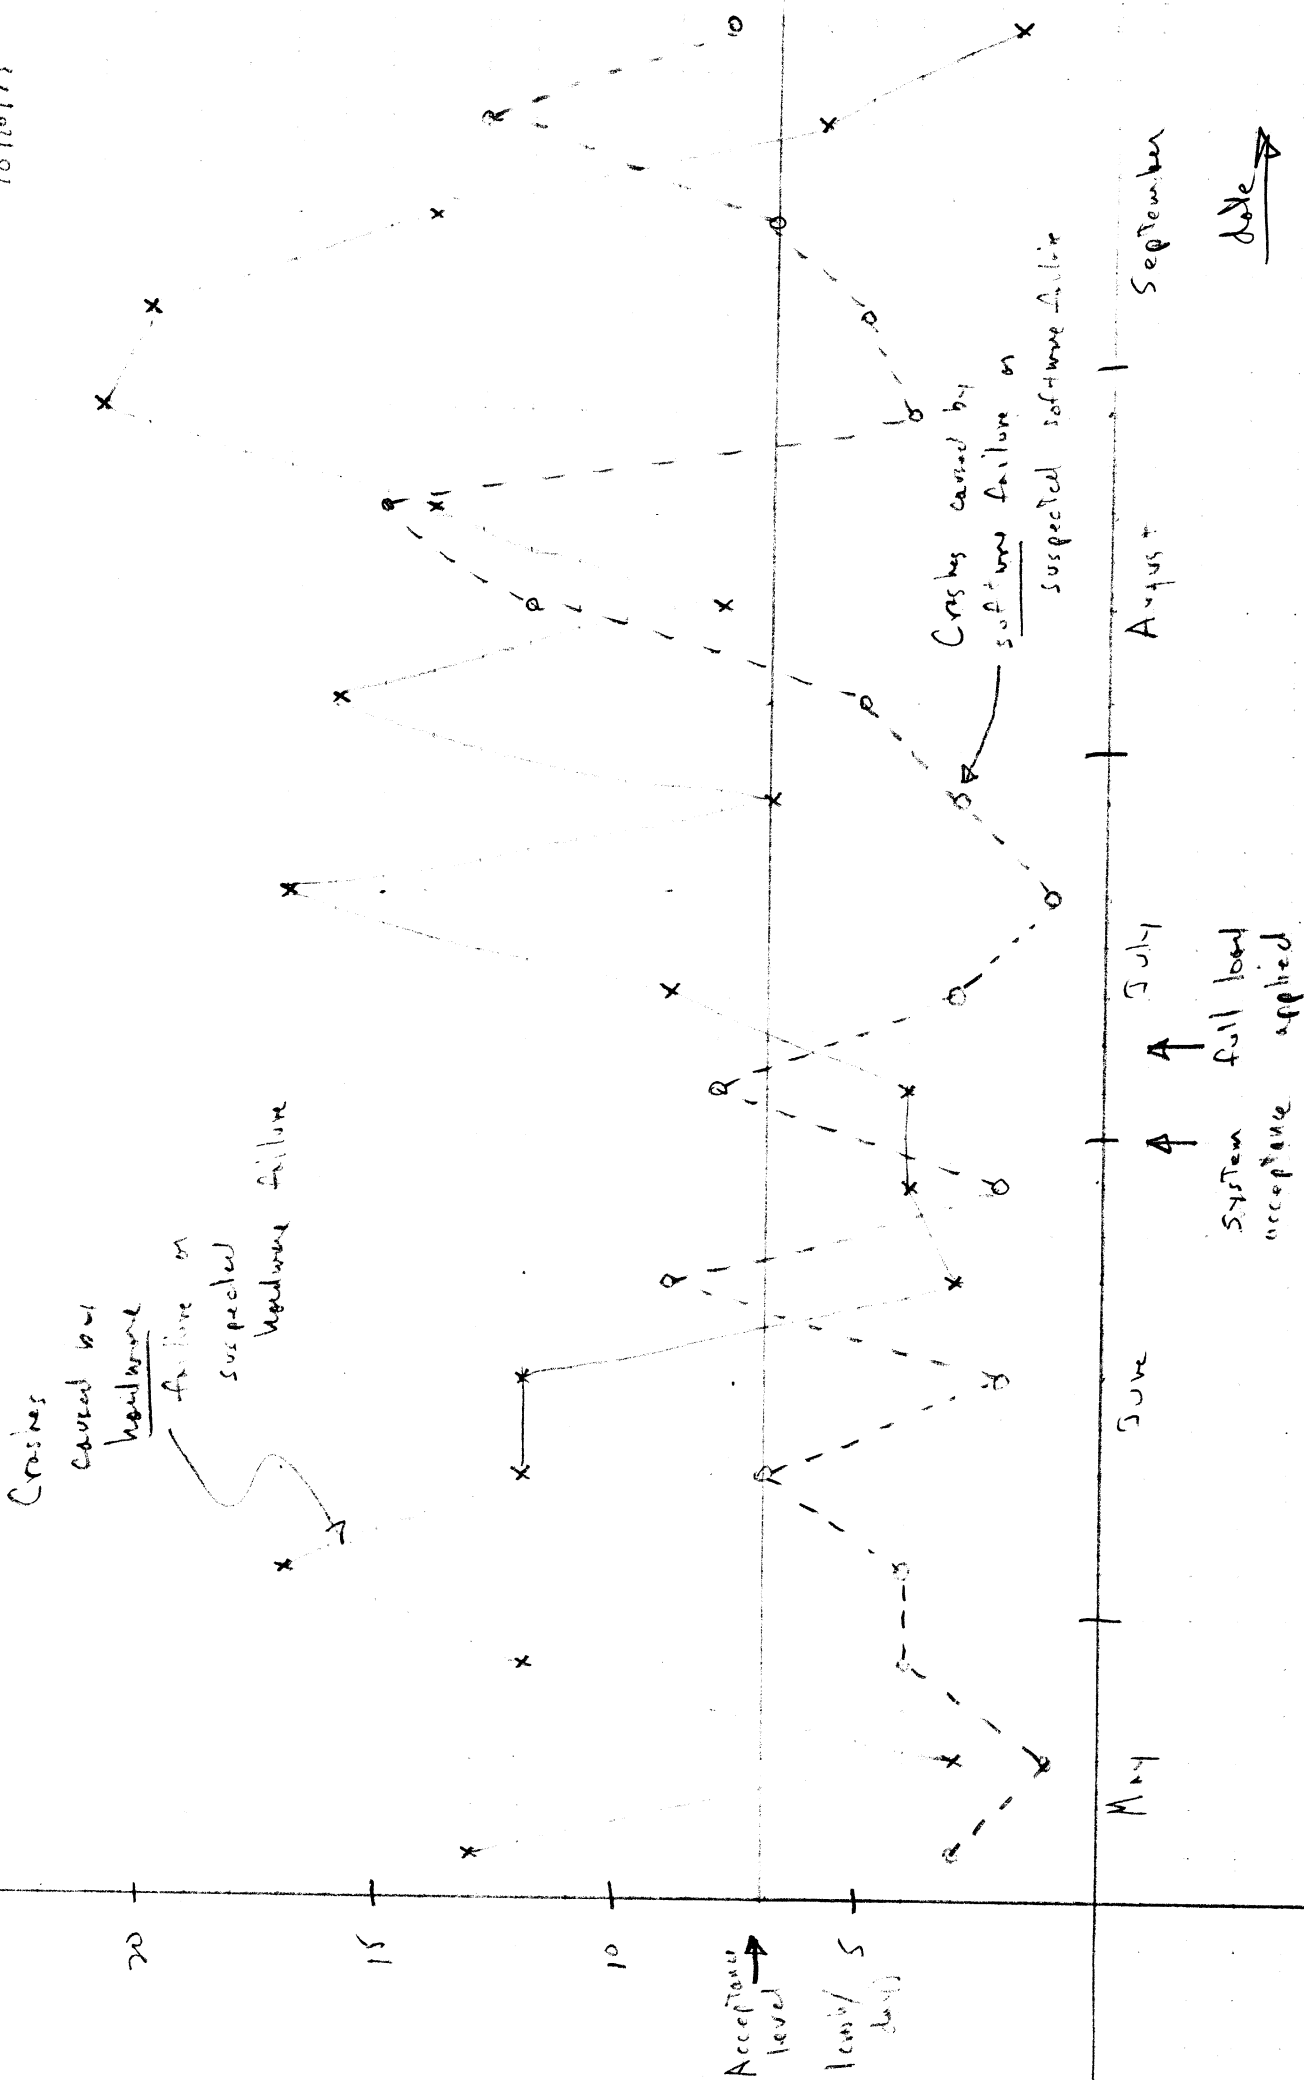 Crashes
caused by
hardware
failure or
suspected
hardware failure
20
15
10
5
Acceptance
level
Crashes caused by
software failure or
suspected software failure
May
June
July
August
September
System
acceptance
full load
applied
date